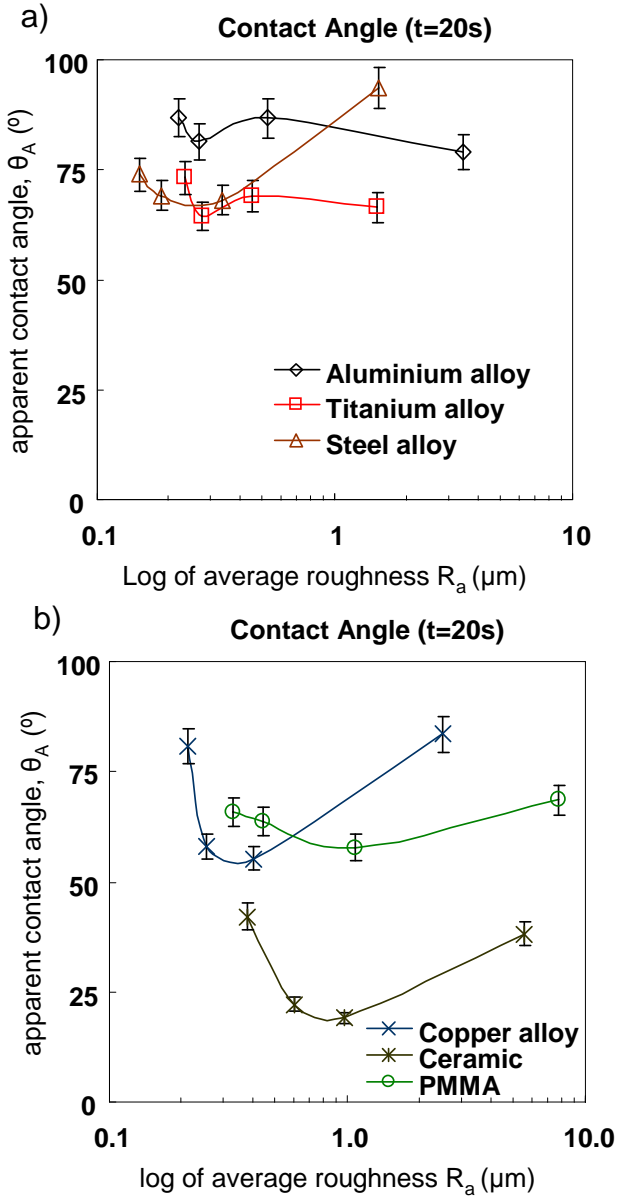 a)
Contact Angle (t=20s)
apparent contact angle, θA (º)
100
75
50
25
0
Aluminium alloy
Titanium alloy
Steel alloy
0.1 1 10
Log of average roughness Ra (µm)
b)
Contact Angle (t=20s)
apparent contact angle, θA (º)
100
75
50
25
0
Copper alloy
Ceramic
PMMA
0.1 1.0 10.0
log of average roughness Ra (µm)